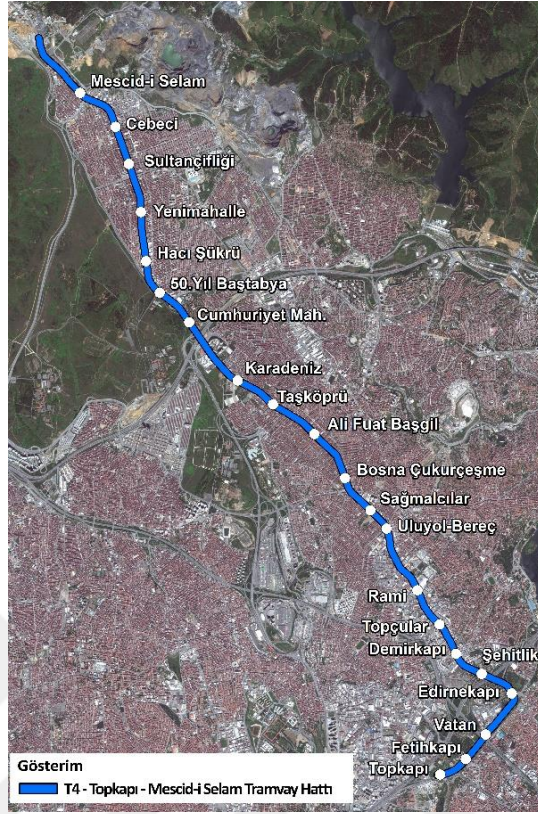 Mescid-i Selam
Cebeci
Sultançifliği
Yenimahalle
Hacı Şükrü
50.Yıl Baştabya
Cumhuriyet Mah.
Karadeniz
Taşköprü
Ali Fuat Başgil
Bosna Çukurçeşme
Sağmalcılar
Uluyol-Bereç
Rami
Topçular
Demirkapı
Şehitlik
Edirnekapı
Vatan
Fetihkapı
Topkapı
Gösterim
T4 - Topkapı - Mescid-i Selam Tramvay Hattı